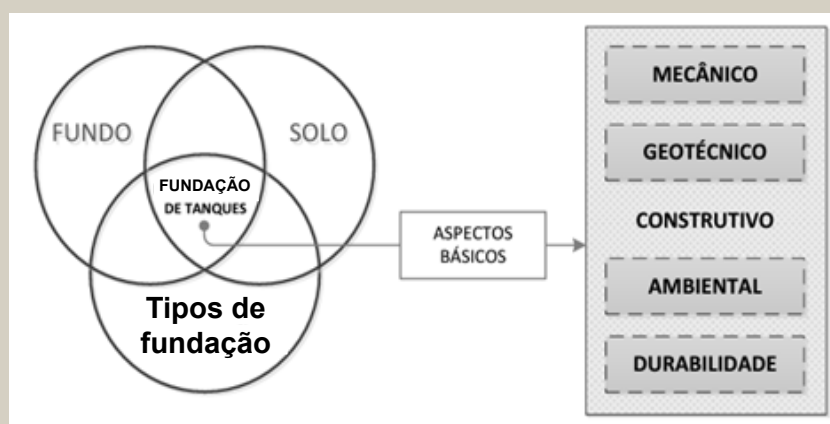 FUNDO
SOLO
FUNDAÇÃO
DE TANQUES
Tipos de
fundação
ASPECTOS
BÁSICOS
MECÂNICO
GEOTÉCNICO
CONSTRUTIVO
AMBIENTAL
DURABILIDADE